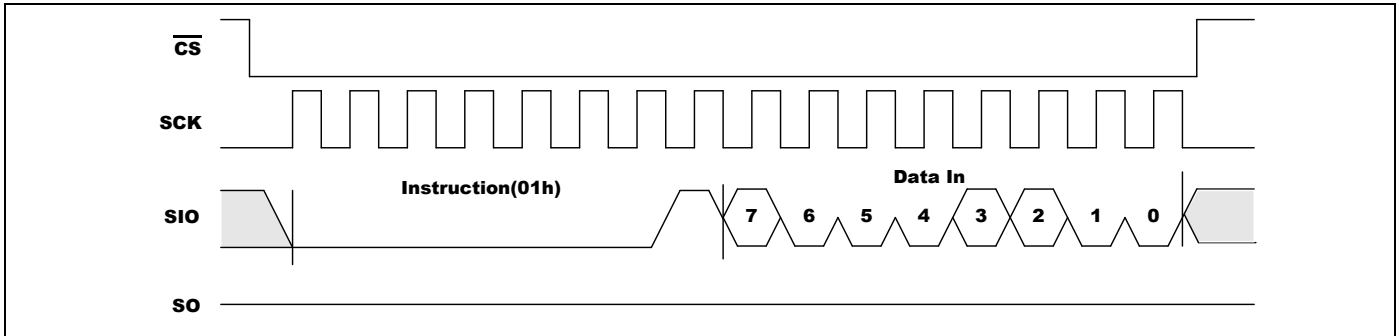 CS
SCK
Instruction(01h)
Data In
SIO
7 6 5 4 3 2 1 0
SO